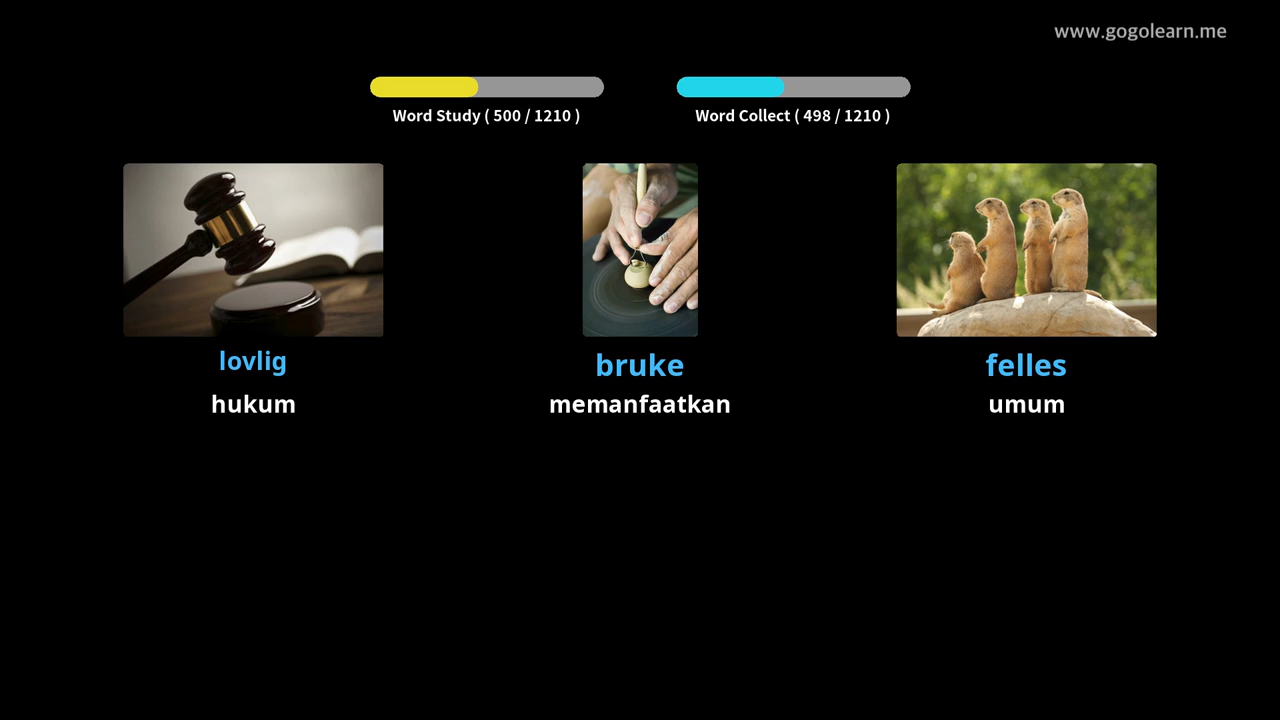 www.gogolearn.me
Word Study ( 500 / 1210 )
Word Collect ( 498 / 1210 )
lovlig
bruke
felles
hukum
memanfaatkan
umum